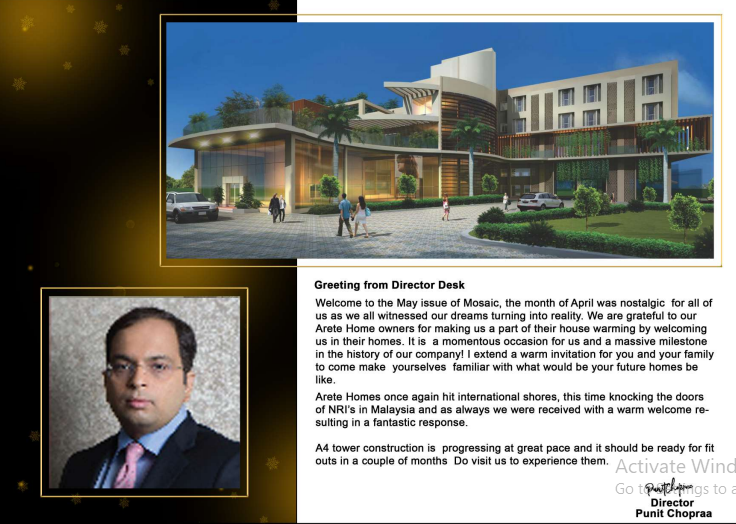 Greeting from Director Desk
Welcome to the May issue of Mosaic, the month of April was nostalgic for all of
us as we all witnessed our dreams turning into reality. We are grateful to our
Arete Home owners for making us a part of their house warming by welcoming
us in their homes. It is a momentous occasion for us and a massive milestone
in the history of our company! I extend a warm invitation for you and your family
to come make yourselves familiar with what would be your future homes be
like.
Arete Homes once again hit international shores, this time knocking the doors
of NRI's in Malaysia and as always we were received with a warm welcome re-
sulting in a fantastic response.
A4 tower construction is progressing at great pace and it should be ready for fit
outs in a couple of months Do visit us to experience them.
Activate Wind
Go to Settings to a
Punit Chopraa
Director
Punit Chopraa